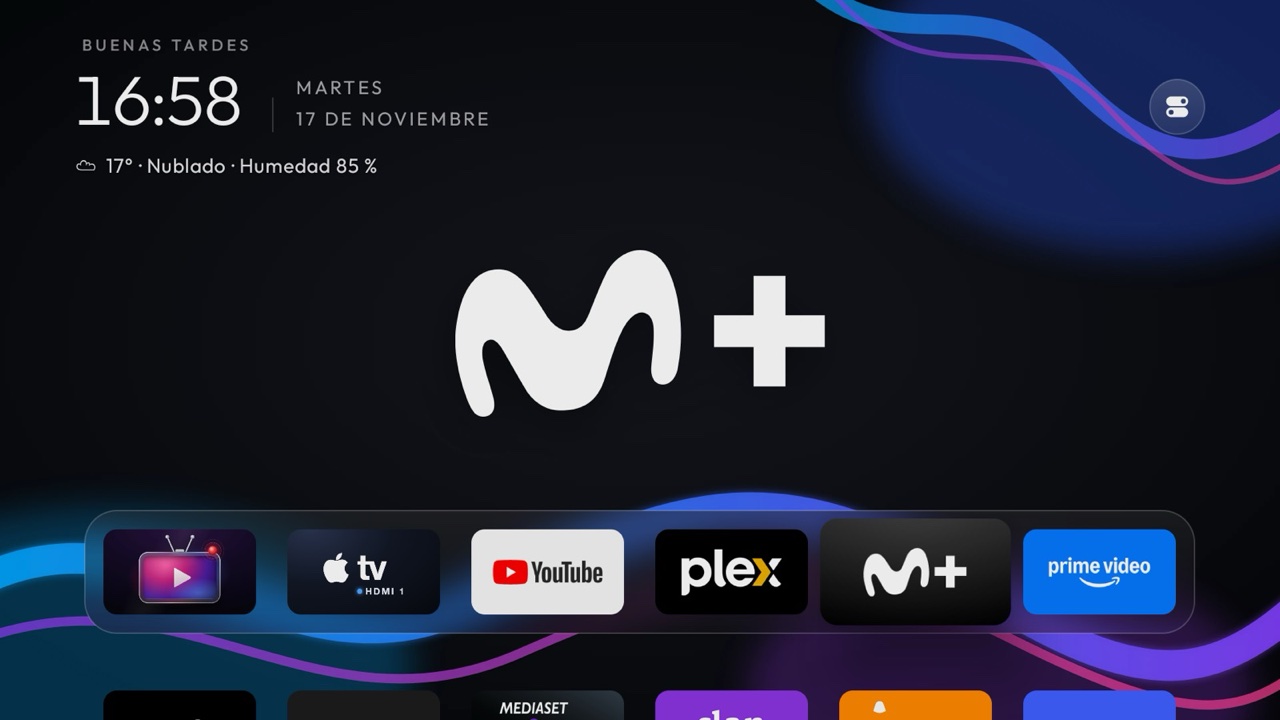 BUENAS TARDES
16:58
MARTES
17 DE NOVIEMBRE
17° · Nublado · Humedad 85 %
M+
tv
HDMI 1
YouTube
plex
M+
prime video
MEDIASET